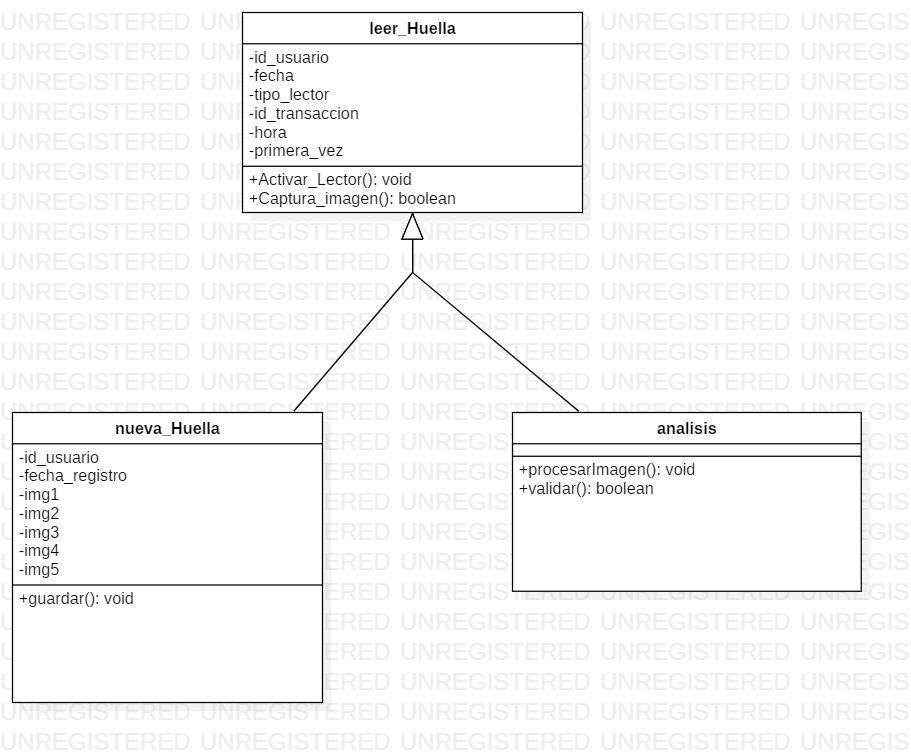 leer_Huella
-id_usuario
-fecha
-tipo_lector
-id_transaccion
-hora
-primera_vez
+Activar_Lector(): void
+Captura_imagen(): boolean
nueva_Huella
-id_usuario
-fecha_registro
-img1
-img2
-img3
-img4
-img5
+guardar(): void
analisis
+procesarImagen(): void
+validar(): boolean
UNREGISTERED